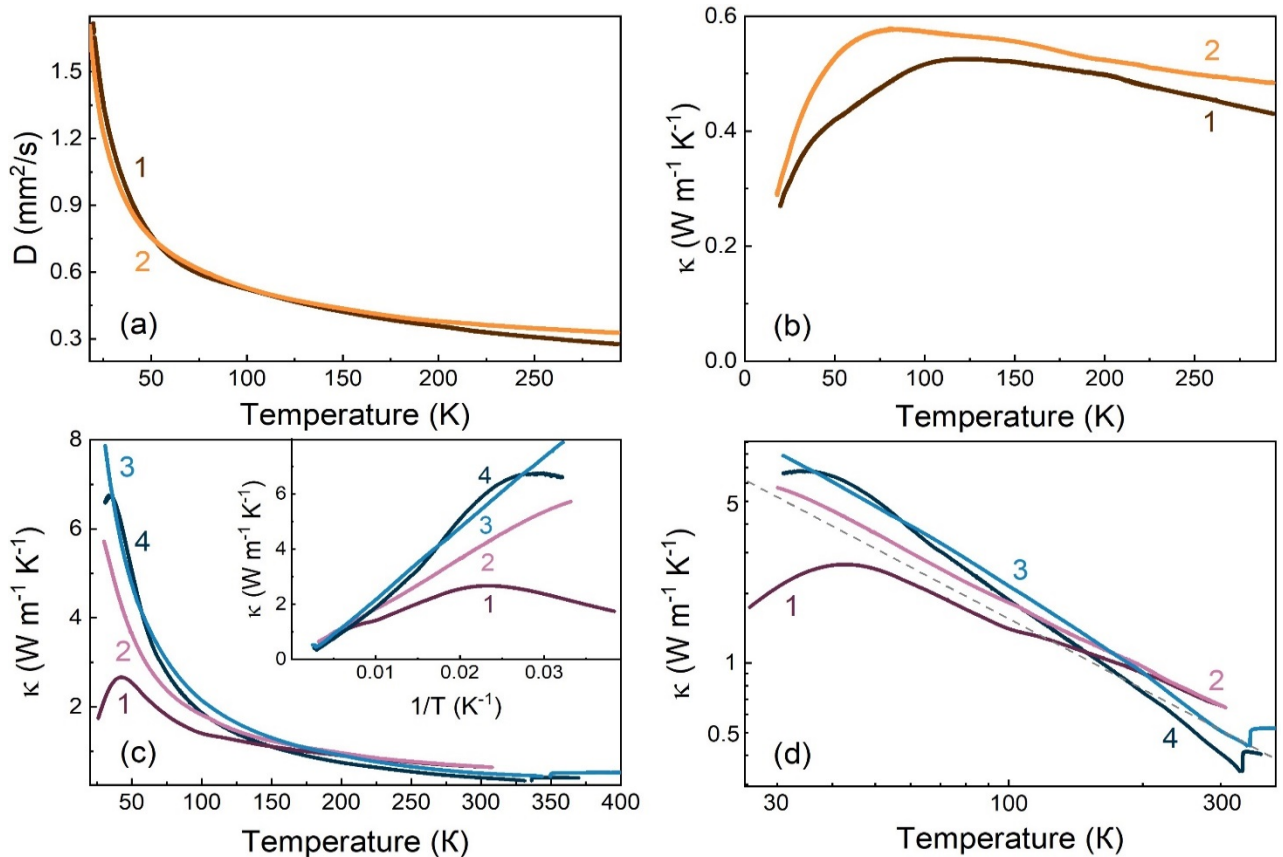 D (mm²/s)
1.5
1.2
0.9
0.6
0.3
1
2
(a)
50 100 150 200 250
Temperature (K)
κ (W m⁻¹ K⁻¹)
0.6
0.4
0.2
0.0
2
1
(b)
0 50 100 150 200 250
Temperature (K)
κ (W m⁻¹ K⁻¹)
8
7
6
5
4
3
2
3
4
2
1
(c)
50 100 150 200 250 300 350 400
Temperature (K)
κ (W m⁻¹ K⁻¹)
6
4
2
0
4
3
2
1
0.01 0.02 0.03
1/T (K⁻¹)
κ (W m⁻¹ K⁻¹)
5
1
0.5
3
2
1
4
(d)
30 100 300
Temperature (K)